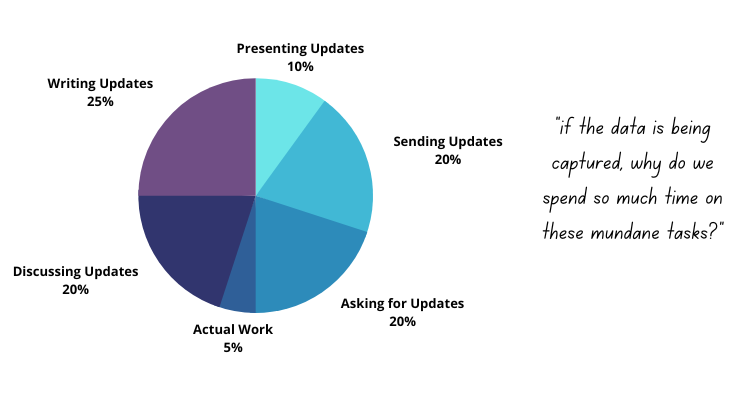 Presenting Updates
10%
Writing Updates
25%
Sending Updates
20%
"if the data is being
captured, why do we
spend so much time on
these mundane tasks?"
Discussing Updates
20%
Asking for Updates
20%
Actual Work
5%